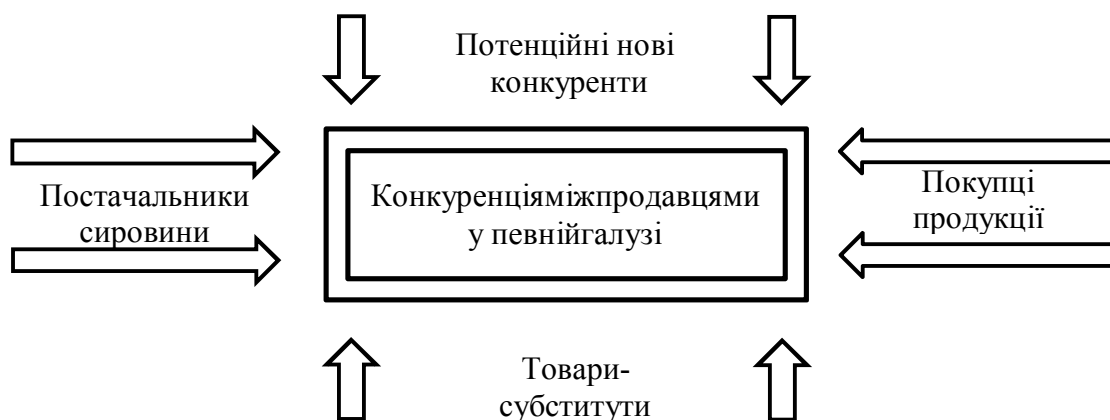 Потенційні нові
конкуренти
Постачальники
сировини
Конкуренціяміжпродавцями
у певнійгалузі
Покупці
продукції
Товари-
субститути